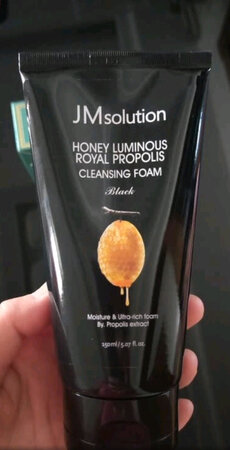 JMsolution
HONEY LUMINOUS
ROYAL PROPOLIS
CLEANSING FOAM
Black
Moisture & Ultra-rich foam
By. Propolis extract
150ml/5.07 fl.oz.